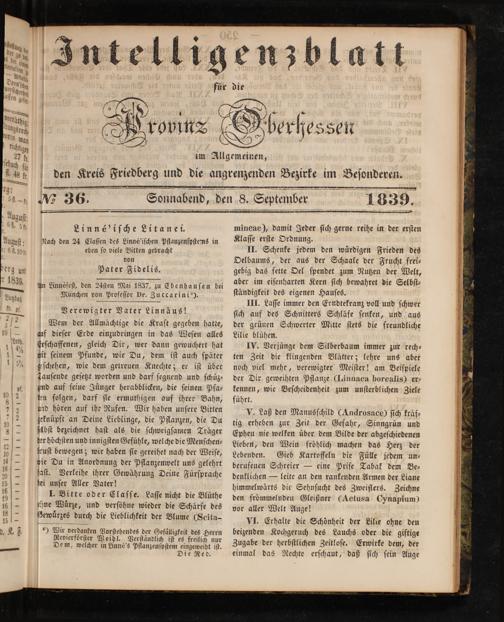 Intelligenzblatt
für die
Provinz Oberhessen
im Allgemeinen,
den Kreis Friedberg und die angrenzenden Bezirke im Besonderen.
№ 36. Sonnabend, den 8. September 1839.
Linné'ische Litanei.
Nach den 24 Classen des Linné'schen Pflanzensystems in
eben so viele Bitten gebracht
von
Pater Fidelis.
Am Linnéfest, den 24sten Mai 1837, zu Ebenhausen bei
München von Professor Dr. Zuccarini*).
Verewigter Vater Linnäus!
Wem der Allmächtige die Kraft gegeben hatte,
auf dieser Erde einzudringen in das Wesen alles
Erschaffenen, gleich Dir, wer dann gewuchert hat
mit seinem Pfunde, wie Du, dem ist auch später
geschehen, wie dem getreuen Knechte; er ist über
Tausende gesetzt worden und darf segnend und schüz-
zend auf seine Jünger herabblicken, die seinen Pfa-
den folgen, darf sie ermuthigen auf ihrer Bahn,
und hören auf ihr Rufen. Wir haben unsere Bitten
geknüpft an Deine Lieblinge, die Pflanzen, die Du
selbst bezeichnet hast als die schweigsamen Träger
der höchsten und innigsten Gefühle, welche die Menschen-
brust bewegen; wir haben sie gereihet nach der Weise,
wie Du in Anordnung der Pflanzenwelt uns gelehrt
hast. Verleihe ihrer Gewährung Deine Fürsprache
bei unser Aller Vater!
I. Bitte oder Classe. Lasse nicht die Blüthe
ohne Würze, und versöhne wieder die Schärfe des
Gewürzes durch die Lieblichkeit der Blume (Scita-
*) Wir verdanken Vorstehendes der Gefälligkeit des Herrn
Revierförster Weihl. Verständlich ist es freilich nur
Dem, welcher in Linné's Pflanzensystem eingeweiht ist.
Die Red.
mineae), damit Jeder sich gerne reihe in der ersten
Klasse erste Ordnung.
II. Schenke jedem den würdigen Frieden des
Oelbaums, der aus der Schaale der Frucht frei-
gebig das fette Oel spendet zum Nutzen der Welt,
aber im eisenharten Kern sich bewahret die Selbst-
ständigkeit des eigenen Hauses.
III. Lasse immer den Erndtekranz voll und schwer
sich auf des Schnitters Schläfe senken, und aus
der grünen Schwerter Mitte stets die freundliche
Lilie blühen.
IV. Verjünge dem Silberbaum immer zur rech-
ten Zeit die klingenden Blätter; lehre uns aber
noch viel mehr, verewigter Meister! am Beispiele
der Dir geweihten Pflanze (Linnaea borealis) er-
kennen, wie Bescheidenheit zum unsterblichen Ziele
führt.
V. Laß den Mannsschild (Androsace) sich kräf-
tig erheben zur Zeit der Gefahr, Sinngrün und
Epheu nie welken über dem Bilde der abgeschiedenen
Lieben, den Wein fröhlich machen das Herz der
Lebenden. Gieb Kartoffeln die Fülle jedem un-
berufenen Schreier — eine Prise Tabak dem Be-
denklichen — leite an den rankenden Armen der Liane
himmelwärts die Sehnsucht des Zweifelers. Zeichne
den frömmelnden Gleißner (Aetusa Cynapium)
vor aller Welt Auge!
VI. Erhalte die Schönheit der Lilie ohne den
beizenden Kochgeruch des Lauchs oder die giftige
Zugabe der herbstlichen Zeitlose. Erwirke dem, der
einmal das Rechte erschaut, daß sich sein Auge